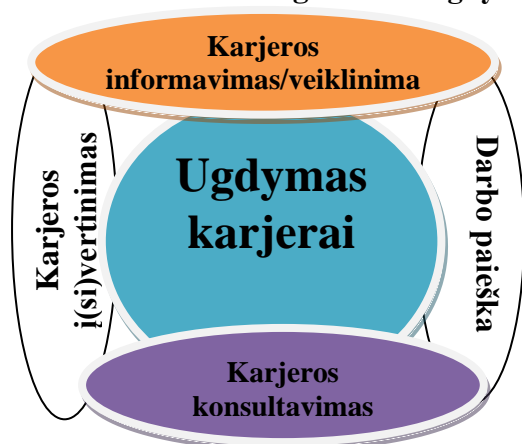 Karjeros
informavimas/veiklinima
Karjeros
į(si)vertinimas
Ugdymas
karjerai
Darbo paieška
Karjeros
konsultavimas